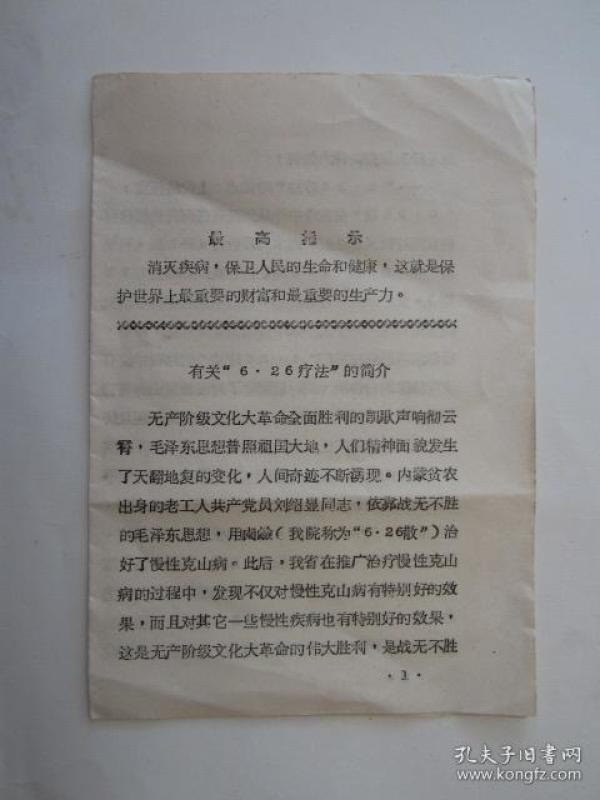 最高指示
消灭疾病，保卫人民的生命和健康，这就是保
护世界上最重要的财富和最重要的生产力。
有关“6·26疗法”的简介
无产阶级文化大革命全面胜利的凯歌声响彻云
霄，毛泽东思想普照祖国大地，人们精神面貌发生
了天翻地复的变化，人间奇迹不断涌现。内蒙贫农
出身的老工人共产党员刘绍显同志，依靠战无不胜
的毛泽东思想，用卤碱（我院称为“6·26散”）治
好了慢性克山病。此后，我省在推广治疗慢性克山
病的过程中，发现不仅对慢性克山病有特别好的效
果，而且对其它一些慢性疾病也有特别好的效果，
这是无产阶级文化大革命的伟大胜利，是战无不胜
·1·
孔夫子旧书网
www.kongfz.com